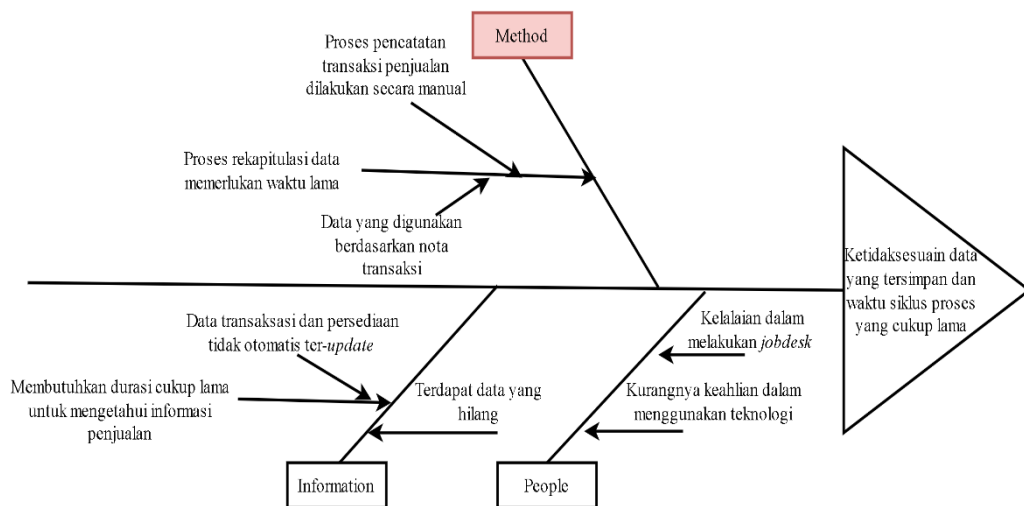 Method
Proses pencatatan
transaksi penjualan
dilakukan secara manual
Proses rekapitulasi data
memerlukan waktu lama
Data yang digunakan
berdasarkan nota
transaksi
Ketidaksesuain data
yang tersimpan dan
waktu siklus proses
yang cukup lama
Data transaksasi dan persediaan
tidak otomatis ter-update
Membutuhkan durasi cukup lama
untuk mengetahui informasi
penjualan
Terdapat data yang
hilang
Kelalaian dalam
melakukan jobdesk
Kurangnya keahlian dalam
menggunakan teknologi
Information
People